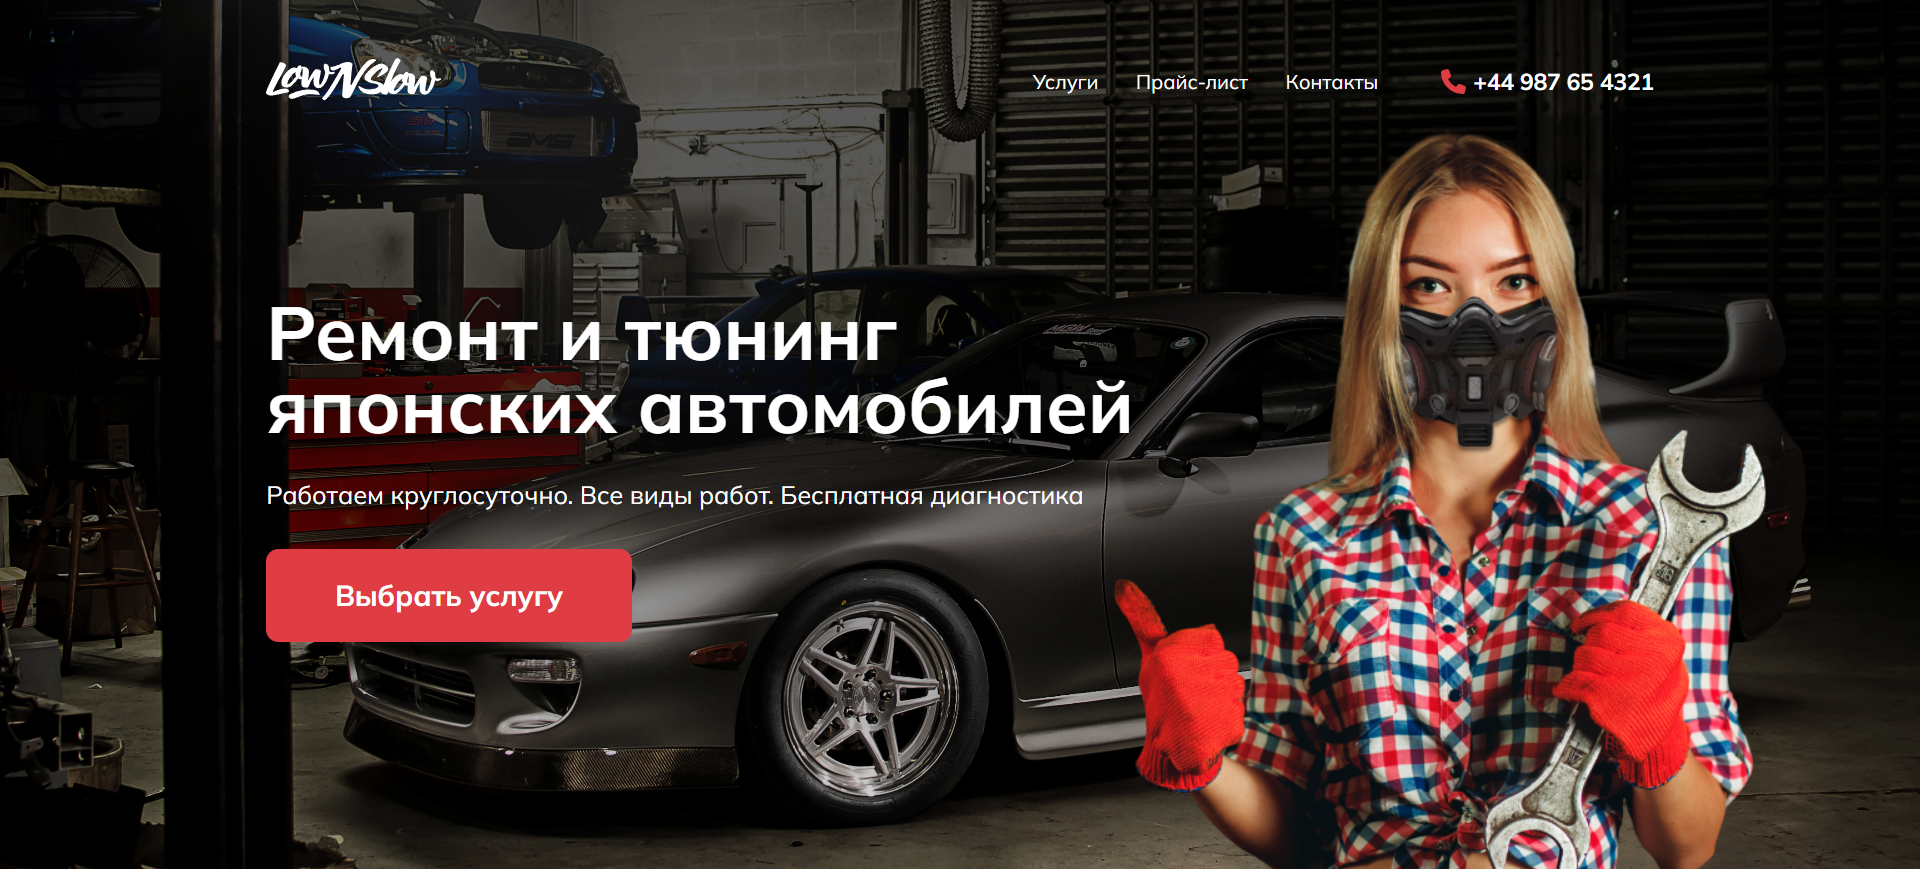 LowNSlow
Услуги Прайс-лист Контакты +44 987 65 4321
Ремонт и тюнинг
японских автомобилей
Работаем круглосуточно. Все виды работ. Бесплатная диагностика
Выбрать услугу